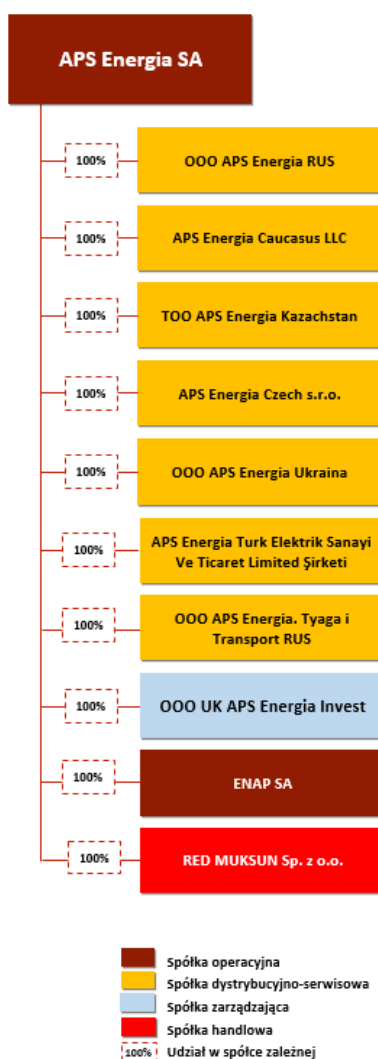 APS Energia SA
100%
OOO APS Energia RUS
100%
APS Energia Caucasus LLC
100%
TOO APS Energia Kazachstan
100%
APS Energia Czech s.r.o.
100%
OOO APS Energia Ukraina
100%
APS Energia Turk Elektrik Sanayi
Ve Ticaret Limited Şirketi
100%
OOO APS Energia. Tyaga i
Transport RUS
100%
OOO UK APS Energia Invest
100%
ENAP SA
100%
RED MUKSUN Sp. z o.o.
Spółka operacyjna
Spółka dystrybucyjno-serwisowa
Spółka zarządzająca
Spółka handlowa
100% Udział w spółce zależnej